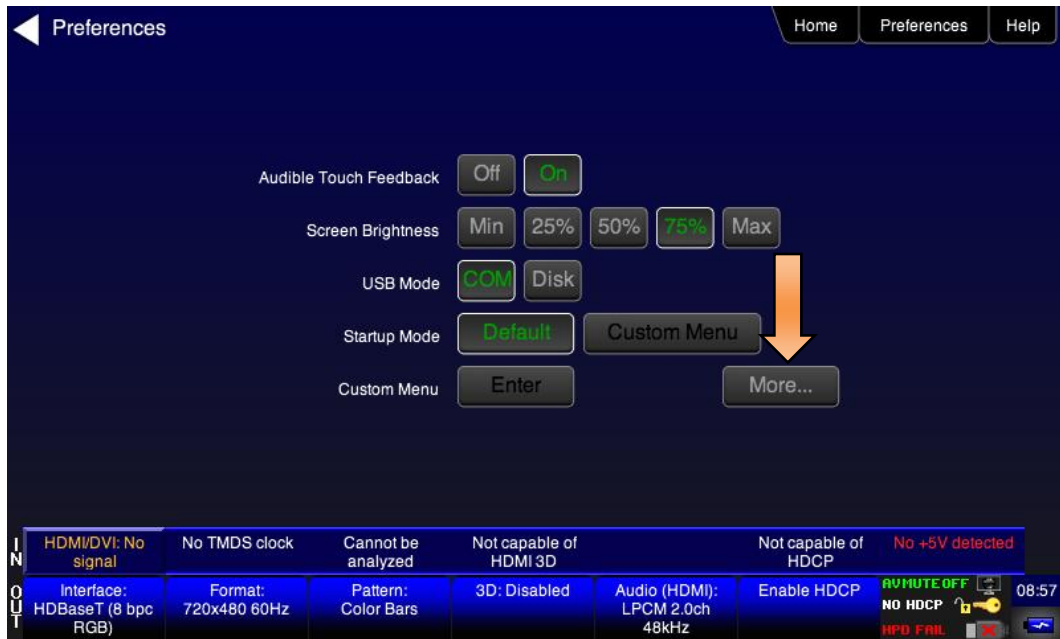 Preferences
Home Preferences Help
Audible Touch Feedback Off On
Screen Brightness Min 25% 50% 75% Max
USB Mode COM Disk
Startup Mode Default Custom Menu
Custom Menu Enter More...
IN
HDMI/DVI: No
signal
No TMDS clock
Cannot be
analyzed
Not capable of
HDMI 3D
Not capable of
HDCP
No +5V detected
OUT
Interface:
HDBaseT (8 bpc
RGB)
Format:
720x480 60Hz
Pattern:
Color Bars
3D: Disabled
Audio (HDMI):
LPCM 2.0ch
48kHz
Enable HDCP
AVMUTEOFF
NO HDCP
HPD FAIL
08:57